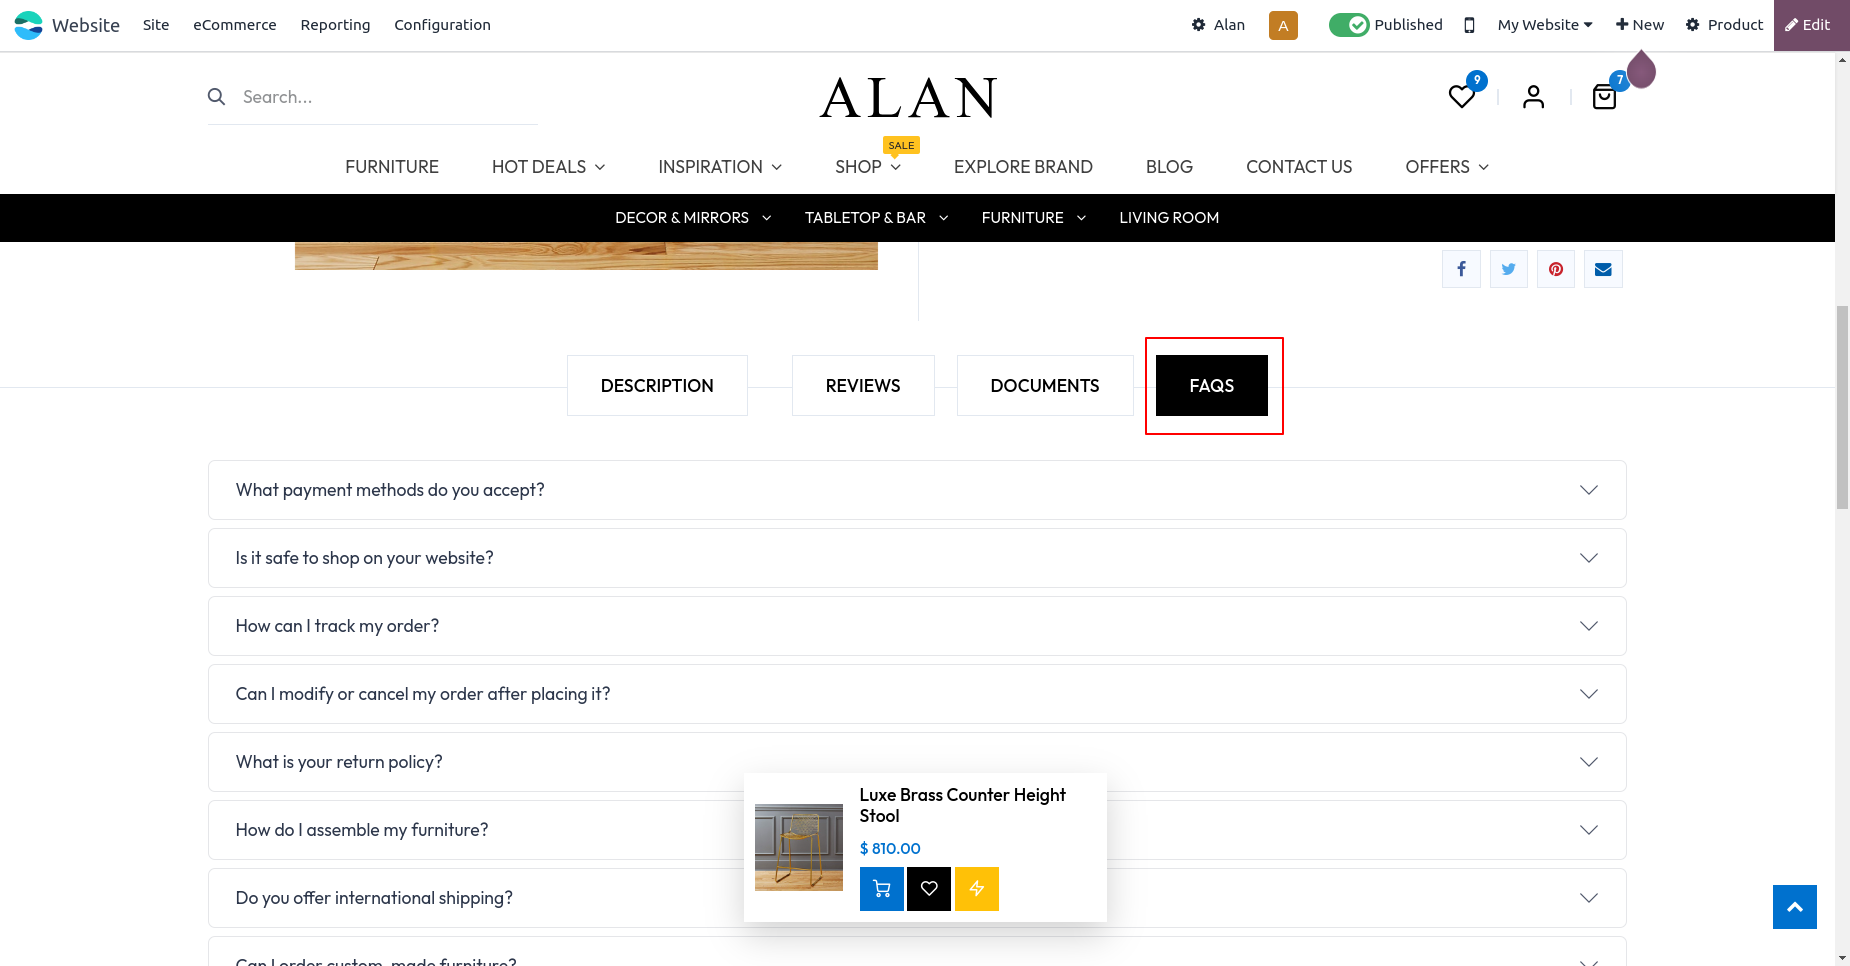 Website Site eCommerce Reporting Configuration Alan A Published My Website New Product Edit
Search... ALAN 9 7
SALE
FURNITURE HOT DEALS INSPIRATION SHOP EXPLORE BRAND BLOG CONTACT US OFFERS
DECOR & MIRRORS TABLETOP & BAR FURNITURE LIVING ROOM
DESCRIPTION REVIEWS DOCUMENTS FAQS
What payment methods do you accept?
Is it safe to shop on your website?
How can I track my order?
Can I modify or cancel my order after placing it?
What is your return policy?
How do I assemble my furniture?
Do you offer international shipping?
Can I order custom-made furniture?
Luxe Brass Counter Height
Stool
$ 810.00